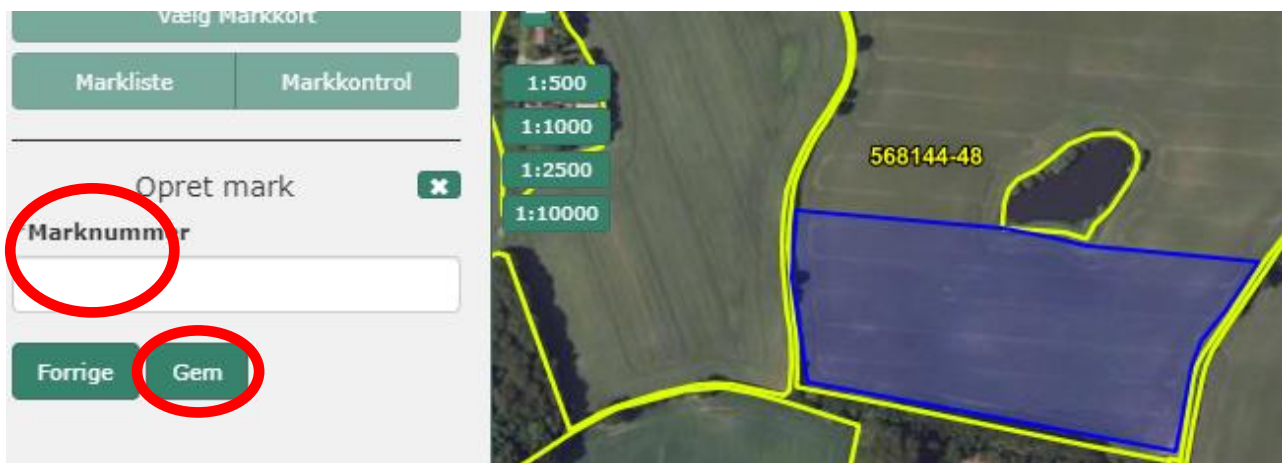 Vælg Markkort
Markliste Markkontrol
Opret mark
*Marknummer
Forrige Gem
1:500
1:1000
1:2500
1:10000
568144-48